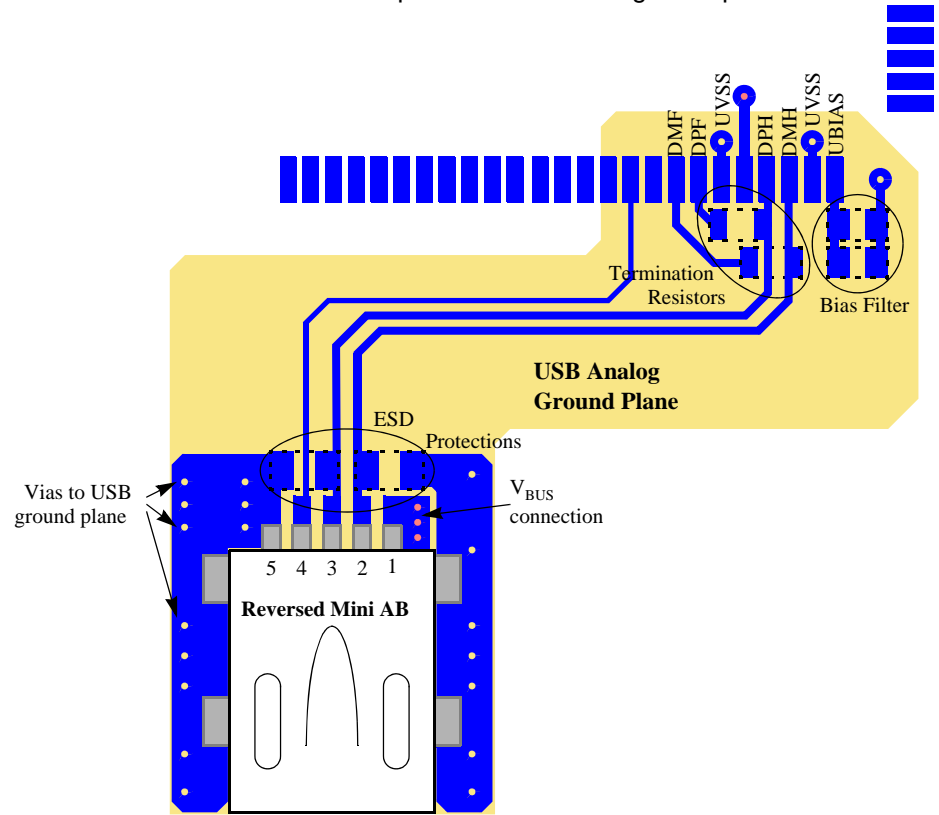 DMF
DPF
UVSS
DPH
DMH
UVSS
UBIAS
Termination
Resistors
Bias Filter
USB Analog
Ground Plane
ESD
Protections
Vias to USB
ground plane
VBUS
connection
5 4 3 2 1
Reversed Mini AB